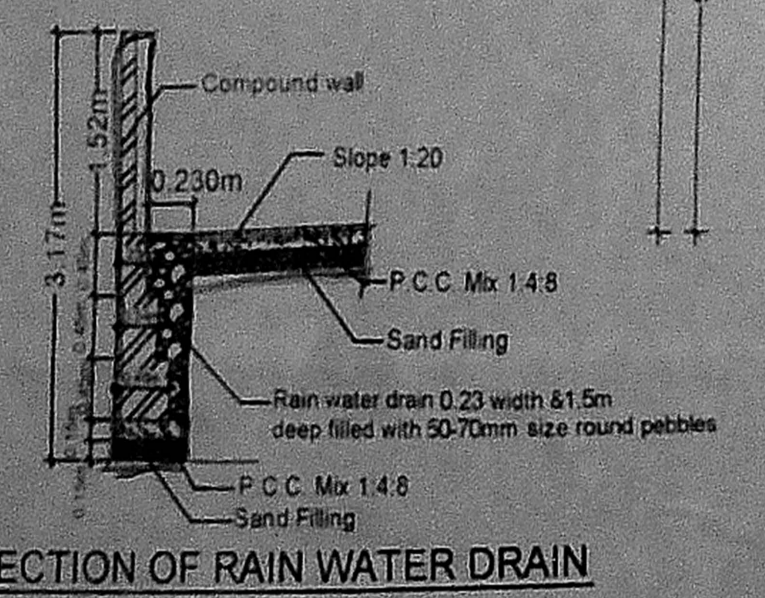 Compound wall
1.52m
Slope 1:20
0.230m
3.17m
P.C.C. Mix 1:4:8
Sand Filling
Rain water drain 0.23 width &1.5m
deep filled with 50-70mm size round pebbles
P.C.C. Mix 1:4:8
Sand Filling
ECTION OF RAIN WATER DRAIN